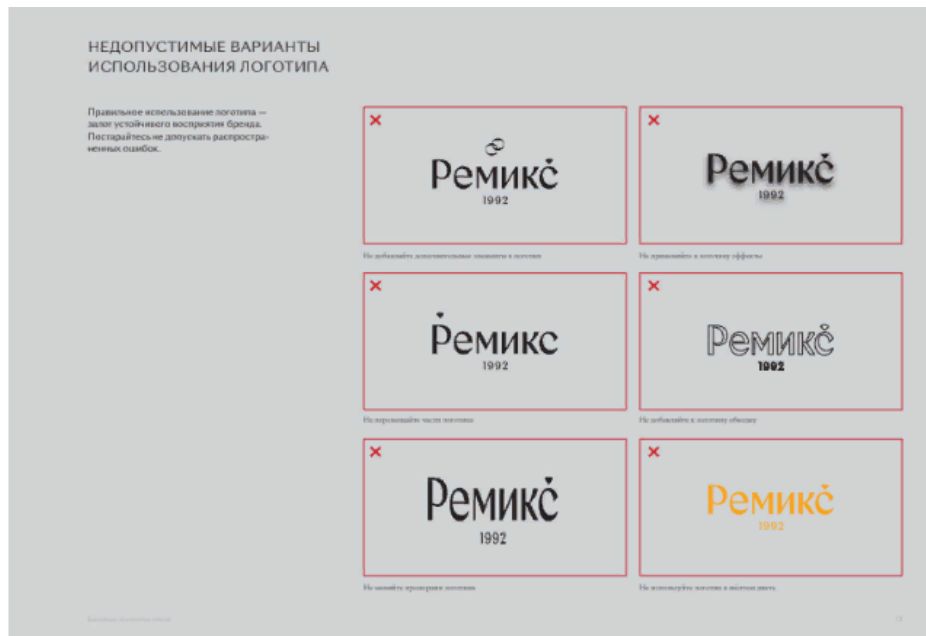 НЕДОПУСТИМЫЕ ВАРИАНТЫ
ИСПОЛЬЗОВАНИЯ ЛОГОТИПА
Правильное использование логотипа —
залог устойчивого восприятия бренда.
Постарайтесь не допускать распростра-
ненных ошибок.
Ремикс
1992
Ремикс
1992
Не добавляйте дополнительные элементы в логотип
Не применяйте к логотипу эффекты
Ремикс
1992
Ремикс
1992
Не перемещайте части логотипа
Не добавляйте к логотипу обводку
Ремикс
1992
Ремикс
1992
Не меняйте пропорции логотипа
Не используйте логотип в жёлтом цвете